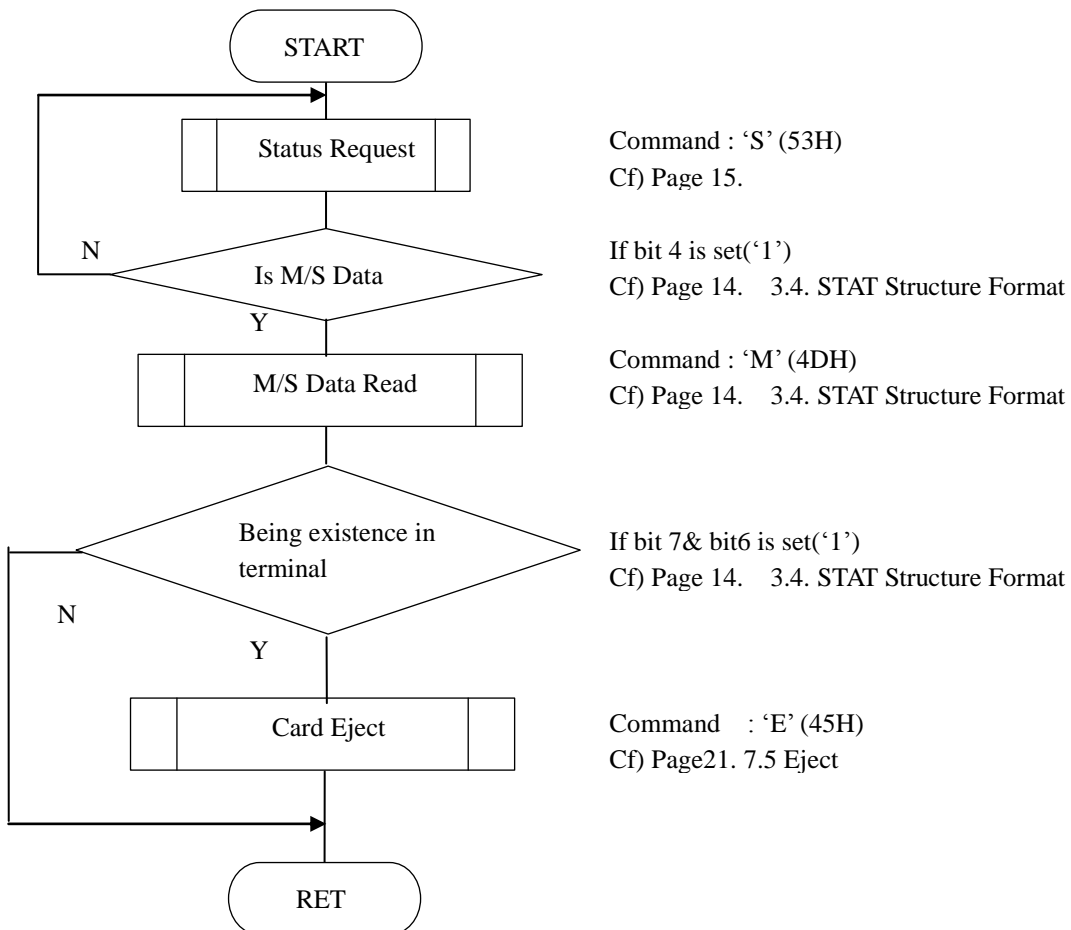 START
Status Request
Command : ‘S’ (53H)
Cf) Page 15.
N
Is M/S Data
If bit 4 is set(‘1’)
Cf) Page 14. 3.4. STAT Structure Format
Y
M/S Data Read
Command : ‘M’ (4DH)
Cf) Page 14. 3.4. STAT Structure Format
Being existence in
terminal
If bit 7& bit6 is set(‘1’)
Cf) Page 14. 3.4. STAT Structure Format
N
Y
Card Eject
Command : ‘E’ (45H)
Cf) Page21. 7.5 Eject
RET